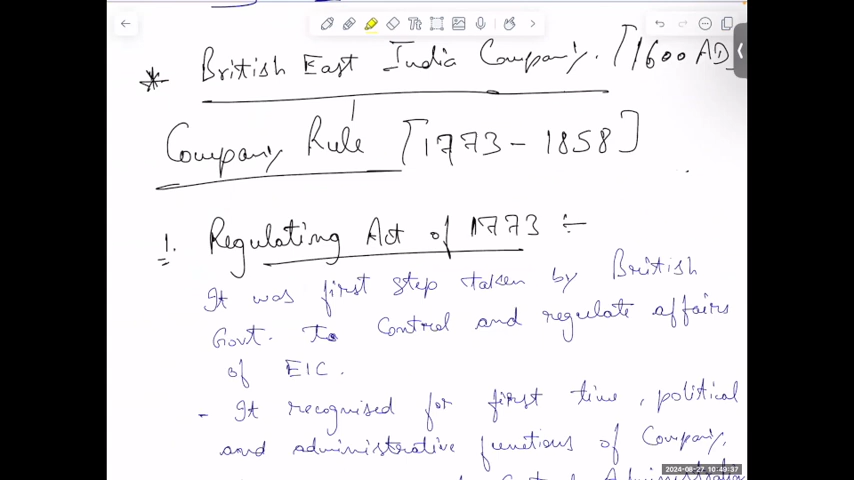 * British East India Company. [1600 AD]
Company Rule [1773 - 1858]
1. Regulating Act of 1773 :-
It was first step taken by British
Govt. To Control and regulate affairs
of EIC.
- It recognised for first time, political
and administrative functions of Company.
Central Administration
2024-08-27 10:49:37